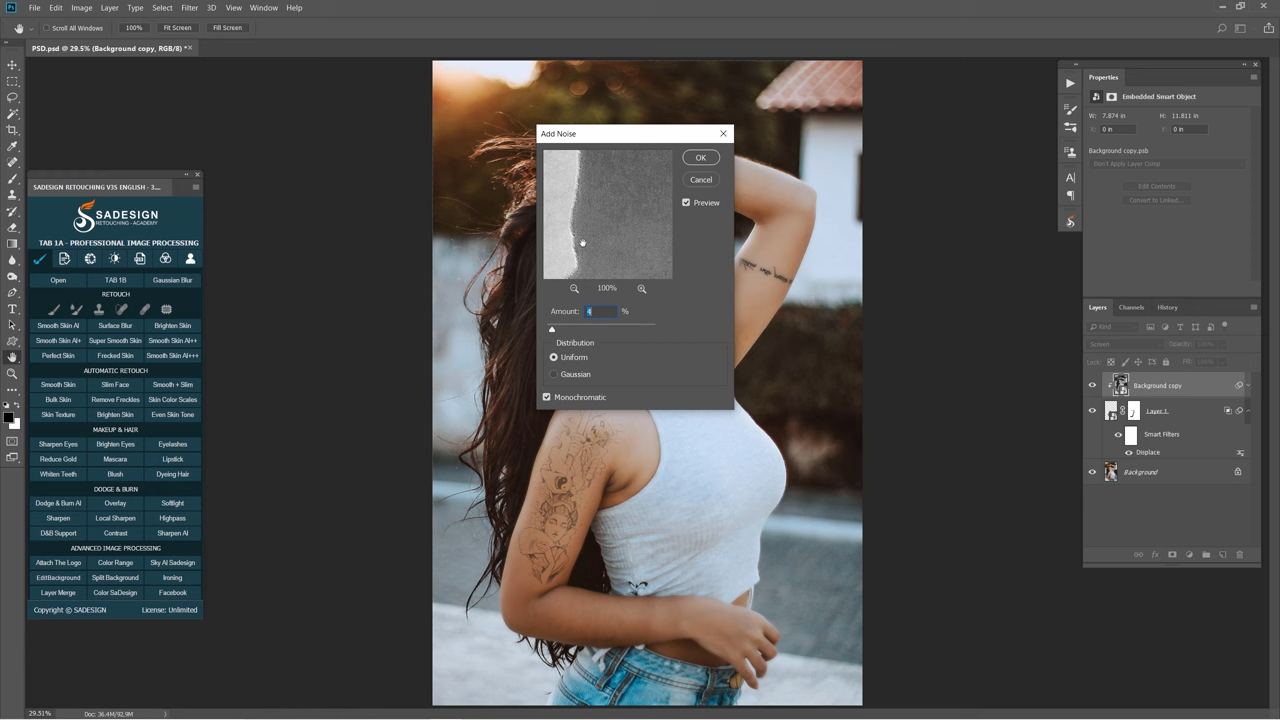 Ps File Edit Image Layer Type Select Filter 3D View Window Help
Scroll All Windows 100% Fit Screen Fill Screen
PSD.psd @ 29.5% (Background copy, RGB/8) *
SADESIGN RETOUCHING V3S ENGLISH - 3...
SADESIGN
RETOUCHING - ACADEMY
TAB 1A - PROFESSIONAL IMAGE PROCESSING
Open TAB 1B Gaussian Blur
RETOUCH
Smooth Skin AI Surface Blur Brighten Skin
Smooth Skin AI+ Super Smooth Skin Smooth Skin AI++
Perfect Skin Frecked Skin Smooth Skin AI+++
AUTOMATIC RETOUCH
Smooth Skin Slim Face Smooth + Slim
Bulk Skin Remove Freckles Skin Color Scales
Skin Texture Brighten Skin Even Skin Tone
MAKEUP & HAIR
Sharpen Eyes Brighten Eyes Eyelashes
Reduce Gold Mascara Lipstick
Whiten Teeth Blush Dyeing Hair
DODGE & BURN
Dodge & Burn AI Overlay Softlight
Sharpen Local Sharpen Highpass
D&B Support Contrast Sharpen AI
ADVANCED IMAGE PROCESSING
Attach The Logo Color Range Sky AI Sadesign
EditBackground Split Background Ironing
Layer Merge Color SaDesign Facebook
Copyright © SADESIGN License: Unlimited
Add Noise
OK
Cancel
Preview
100%
Amount: 4 %
Distribution
Uniform
Gaussian
Monochromatic
Properties
Embedded Smart Object
W: 7.874 in H: 11.811 in
X: 0 in Y: 0 in
Background copy.psb
Don't Apply Layer Comp
Edit Contents
Convert to Linked...
Layers Channels History
Kind
Screen Opacity: 100%
Lock: Fill: 100%
Background copy
Layer 1
Smart Filters
Displace
Background
29.51% Doc: 36.4M/92.9M